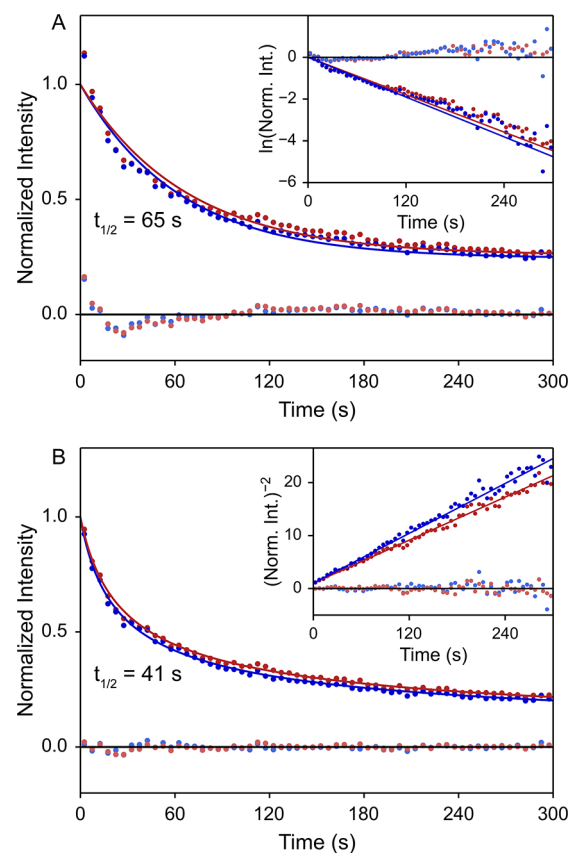 A
Normalized Intensity
1.0
0.5
0.0
t1/2 = 65 s
0 60 120 180 240 300
Time (s)
ln(Norm. Int.)
0
−2
−4
−6
0 120 240
Time (s)
B
Normalized Intensity
1.0
0.5
0.0
t1/2 = 41 s
0 60 120 180 240 300
Time (s)
(Norm. Int.)−2
20
10
0
0 120 240
Time (s)